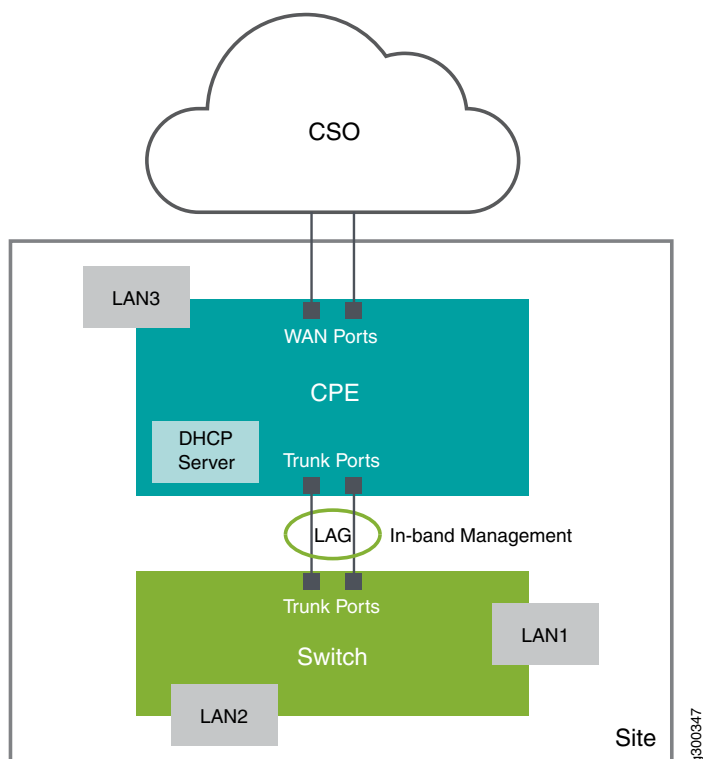 CSO
LAN3
WAN Ports
CPE
DHCP
Server
Trunk Ports
LAG
In-band Management
Trunk Ports
LAN1
Switch
LAN2
Site
g300347